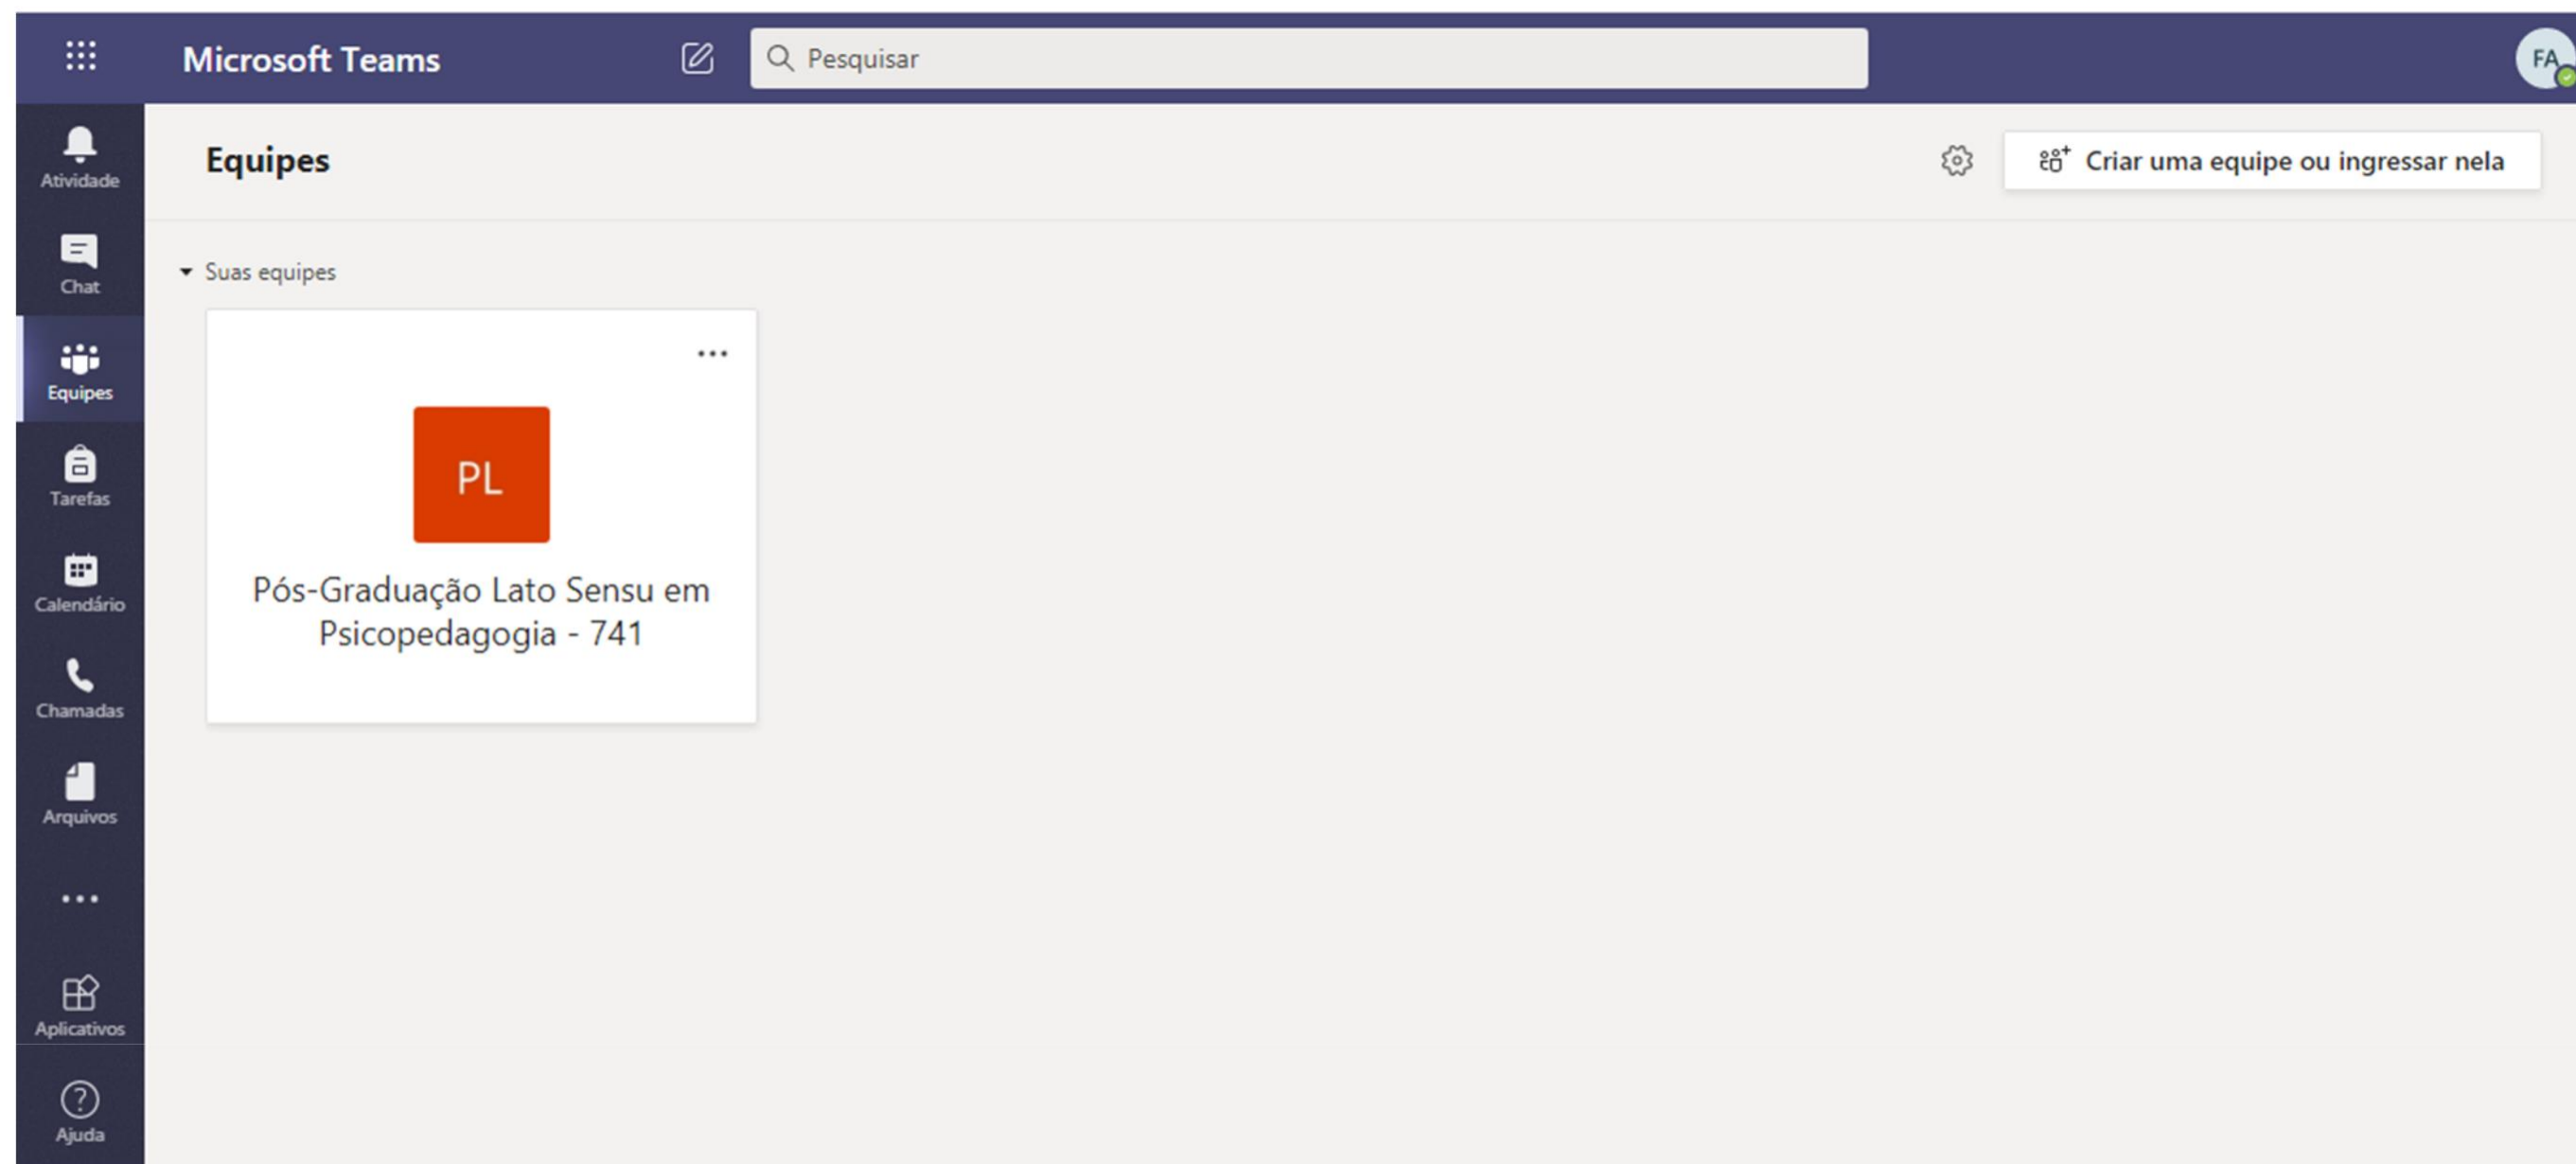 Microsoft Teams
Pesquisar
FA
Atividade
Chat
Equipes
Tarefas
Calendário
Chamadas
Arquivos
Aplicativos
Ajuda
Equipes
Criar uma equipe ou ingressar nela
Suas equipes
PL
Pós-Graduação Lato Sensu em
Psicopedagogia - 741